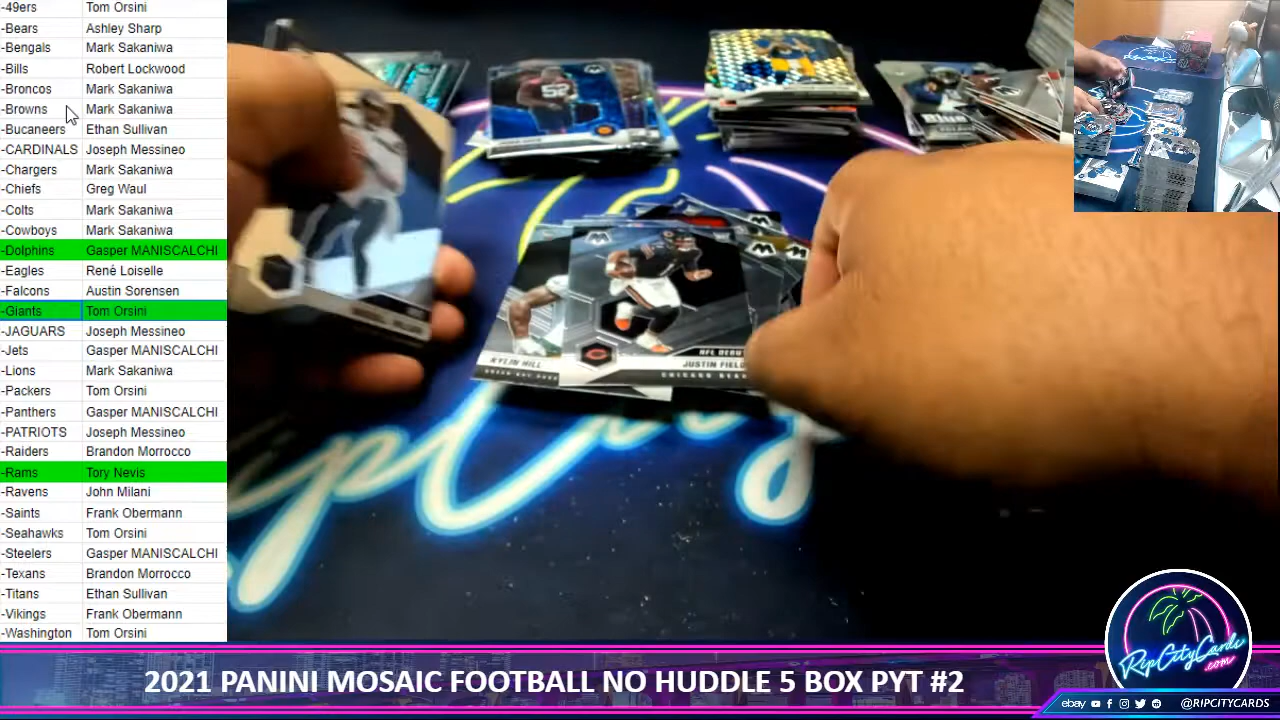 -49ers Tom Orsini
-Bears Ashley Sharp
-Bengals Mark Sakaniwa
-Bills Robert Lockwood
-Broncos Mark Sakaniwa
-Browns Mark Sakaniwa
-Bucaneers Ethan Sullivan
-CARDINALS Joseph Messineo
-Chargers Mark Sakaniwa
-Chiefs Greg Waul
-Colts Mark Sakaniwa
-Cowboys Mark Sakaniwa
-Dolphins Gasper MANISCALCHI
-Eagles René Loiselle
-Falcons Austin Sorensen
-Giants Tom Orsini
-JAGUARS Joseph Messineo
-Jets Gasper MANISCALCHI
-Lions Mark Sakaniwa
-Packers Tom Orsini
-Panthers Gasper MANISCALCHI
-PATRIOTS Joseph Messineo
-Raiders Brandon Morrocco
-Rams Tory Nevis
-Ravens John Milani
-Saints Frank Obermann
-Seahawks Tom Orsini
-Steelers Gasper MANISCALCHI
-Texans Brandon Morrocco
-Titans Ethan Sullivan
-Vikings Frank Obermann
-Washington Tom Orsini
52
Blue
KYLIN HILL
NFL DEBUT
JUSTIN FIELD
CHICAGO BEA
RipCityCards
.com
2021 PANINI MOSAIC FOOTBALL NO HUDDLE 5 BOX PYT #2
ebay @RIPCITYCARDS